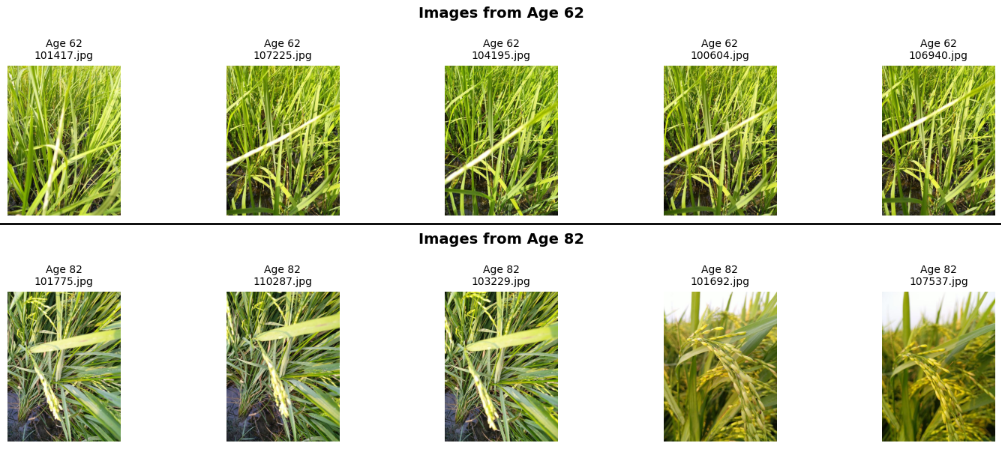 Images from Age 62
Age 62
101417.jpg
Age 62
107225.jpg
Age 62
104195.jpg
Age 62
100604.jpg
Age 62
106940.jpg
Images from Age 82
Age 82
101775.jpg
Age 82
110287.jpg
Age 82
103229.jpg
Age 82
101692.jpg
Age 82
107537.jpg